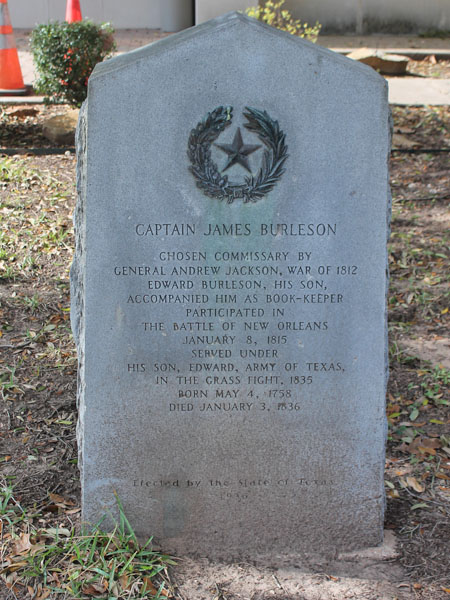 CAPTAIN JAMES BURLESON
CHOSEN COMMISSARY BY
GENERAL ANDREW JACKSON, WAR OF 1812
EDWARD BURLESON, HIS SON,
ACCOMPANIED HIM AS BOOK-KEEPER
PARTICIPATED IN
THE BATTLE OF NEW ORLEANS
JANUARY 8, 1815
SERVED UNDER
HIS SON, EDWARD, ARMY OF TEXAS,
IN THE GRASS FIGHT, 1835
BORN MAY 4, 1758
DIED JANUARY 3, 1836
Erected by the State of Texas
1936